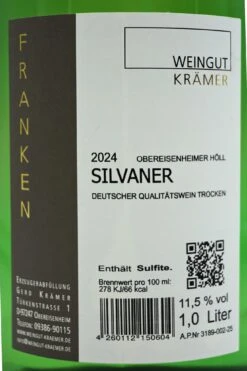 FRANKEN
WEINGUT
KRÄMER
2024 OBEREISENHEIMER HÖLL
SILVANER
DEUTSCHER QUALITÄTSWEIN TROCKEN
Enthält Sulfite.
Brennwert pro 100 ml:
278 KJ/66 kcal
4 260112 150604
11,5 % vol
1,0 Liter
A.P.Nr 3189-002-25
ERZEUGERABFÜLLUNG
GERD KRÄMER
TÜRKENSTRASSE 1
D-97247 OBEREISENHEIM
TELEFON: 09386-90115
WWW.WEINGUT-KRAEMER.DE